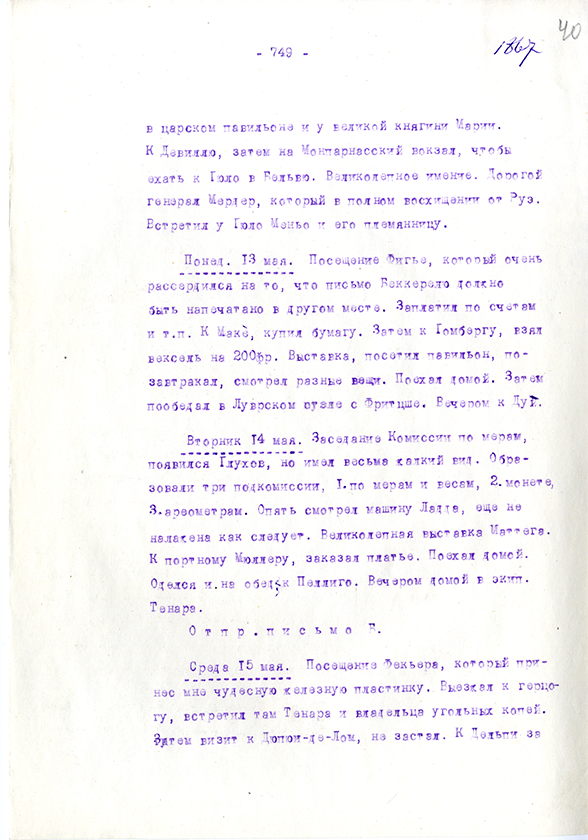 40
- 749 -
1867
в царском павильоне и у великой княгини Марии.
К Девиллю, затем на Монпарнасский вокзал, чтобы
ехать к Гюло в Бельвю. Великолепное имение. Дорогой
генерал Мердер, который в полном восхищении от Руэ.
Встретил у Гюло Меньо и его племянницу.
Понед. 13 мая. Посещение Фигье, который очень
рассердился на то, что письмо Беккерелю должно
быть напечатано в другом месте. Заплатил по счетам
и т.п. К Маке, купил бумагу. Затем к Гомбергу, взял
вексель на 200фр. Выставка, посетил павильон, по-
завтракал, смотрел разные вещи. Поехал домой. Затем
пообедал в Луврском отеле с Фритцше. Вечером к Дуй.
Вторник 14 мая. Заседание Комиссии по мерам,
появился Глухов, но имел весьма жалкий вид. Обра-
зовали три подкомиссии, 1.по мерам и весам, 2.монете,
3.ареометрам. Опять смотрел машину Ладда, еще не
налажена как следует. Великолепная выставка Маттега.
К портному Мюллеру, заказал платье. Поехал домой.
Оделся и на обед к Пеллиго. Вечером домой в экип.
Тенара.
Отпр.письмо Е.
Среда 15 мая. Посещение Фекьера, который при-
нес мне чудесную железную пластинку. Выезжал к герцо-
гу, встретил там Тенара и владельца угольных копей.
Затем визит к Дюпюи-де-Лом, не застал. К Дельпи за